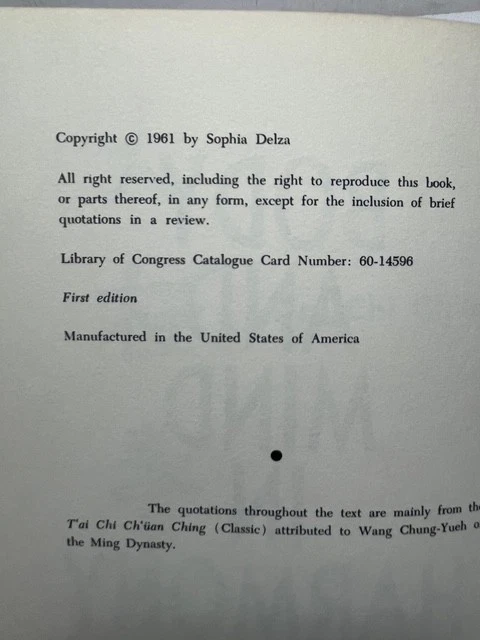 Copyright © 1961 by Sophia Delza
All right reserved, including the right to reproduce this book,
or parts thereof, in any form, except for the inclusion of brief
quotations in a review.
Library of Congress Catalogue Card Number: 60-14596
First edition
Manufactured in the United States of America
The quotations throughout the text are mainly from the
T'ai Chi Ch'üan Ching (Classic) attributed to Wang Chung-Yueh o
the Ming Dynasty.